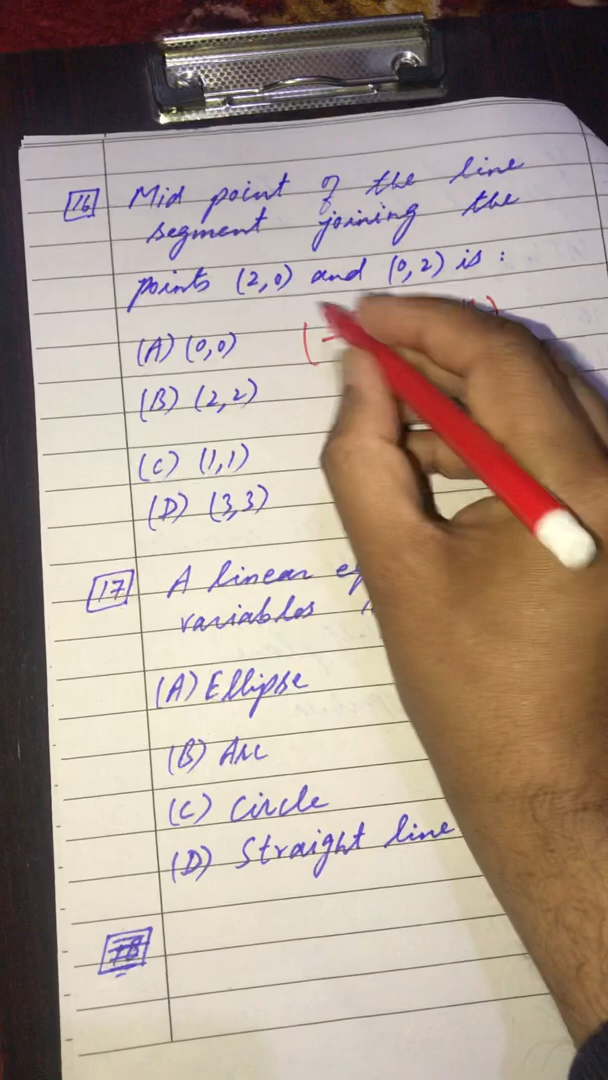 16 Mid point of the line
segment joining the
points (2,0) and (0,2) is :
(A) (0,0)
(B) (2,2)
(C) (1,1)
(D) (3,3)
17 A linear
variables
(A) Ellipse
(B) Arc
(C) Circle
(D) Straight line